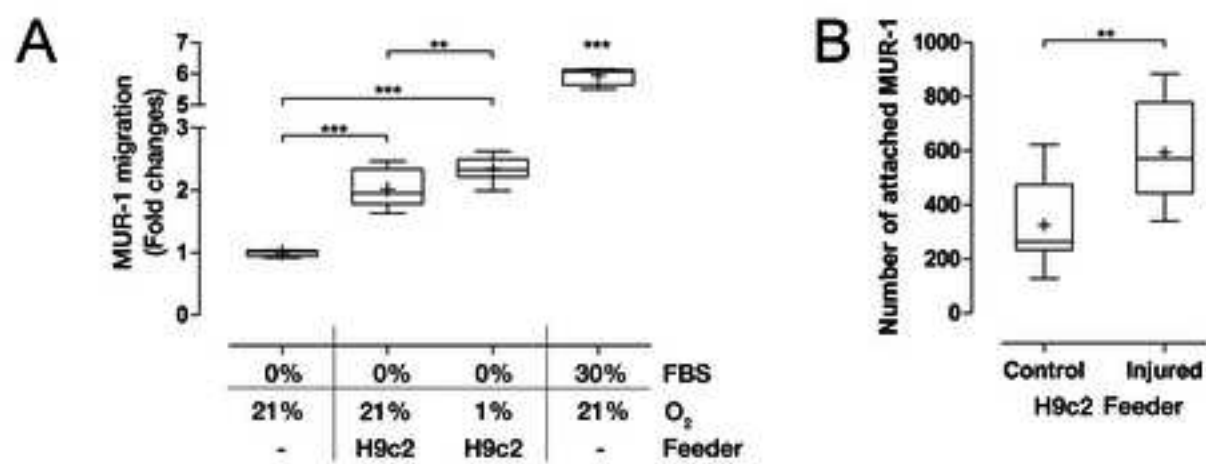 A
MUR-1 migration
(Fold changes)
7
6
5
3
2
1
0
**
***
***
***
0% 0% 0% 30% FBS
21% 21% 1% 21% O₂
- H9c2 H9c2 - Feeder
B
Number of attached MUR-1
1000
800
600
400
200
0
**
Control Injured
H9c2 Feeder